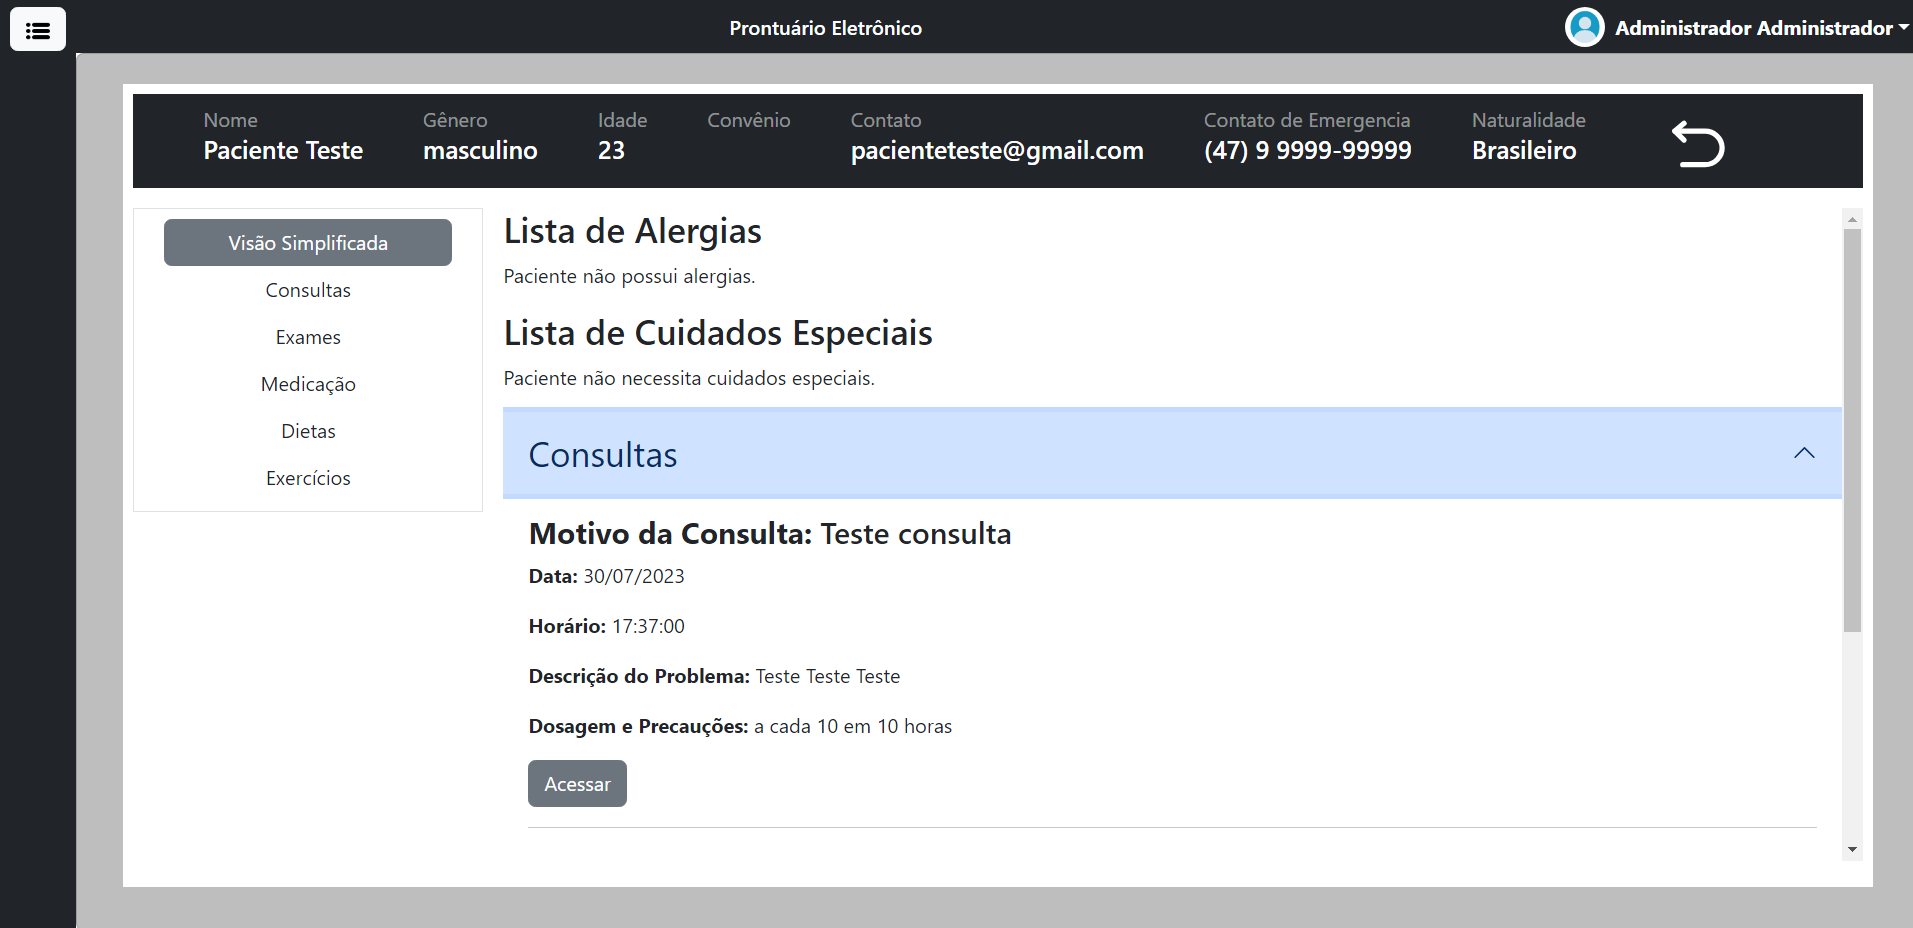 Prontuário Eletrônico
Administrador Administrador
Nome
Paciente Teste
Gênero
masculino
Idade
23
Convênio
Contato
pacienteteste@gmail.com
Contato de Emergencia
(47) 9 9999-99999
Naturalidade
Brasileiro
Visão Simplificada
Consultas
Exames
Medicação
Dietas
Exercícios
Lista de Alergias
Paciente não possui alergias.
Lista de Cuidados Especiais
Paciente não necessita cuidados especiais.
Consultas
Motivo da Consulta: Teste consulta
Data: 30/07/2023
Horário: 17:37:00
Descrição do Problema: Teste Teste Teste
Dosagem e Precauções: a cada 10 em 10 horas
Acessar